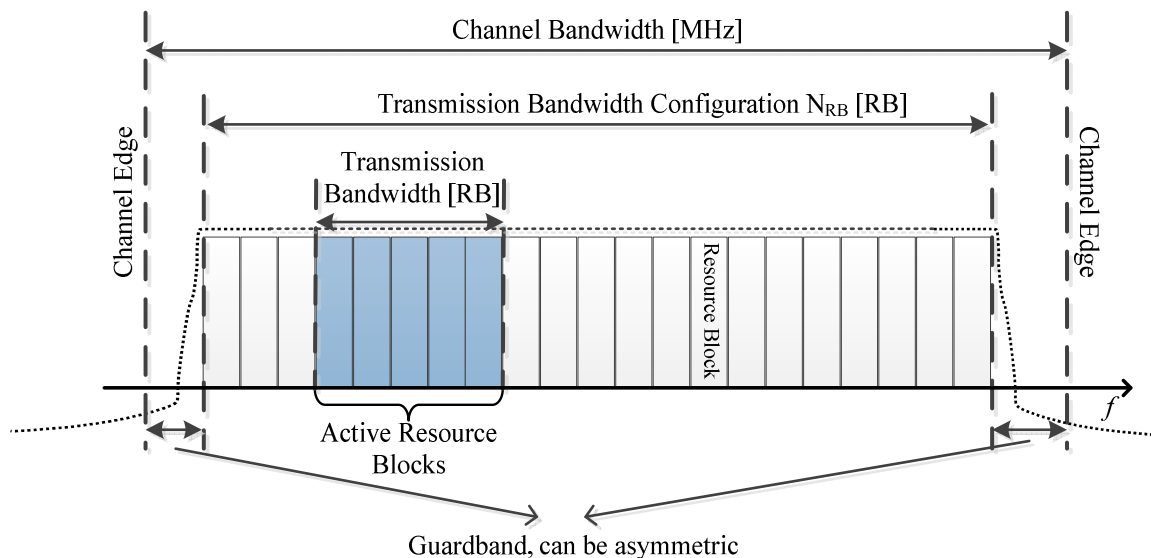 Channel Bandwidth [MHz]
Transmission Bandwidth Configuration N_RB [RB]
Transmission
Bandwidth [RB]
Channel Edge
Channel Edge
Resource Block
f
Active Resource
Blocks
Guardband, can be asymmetric